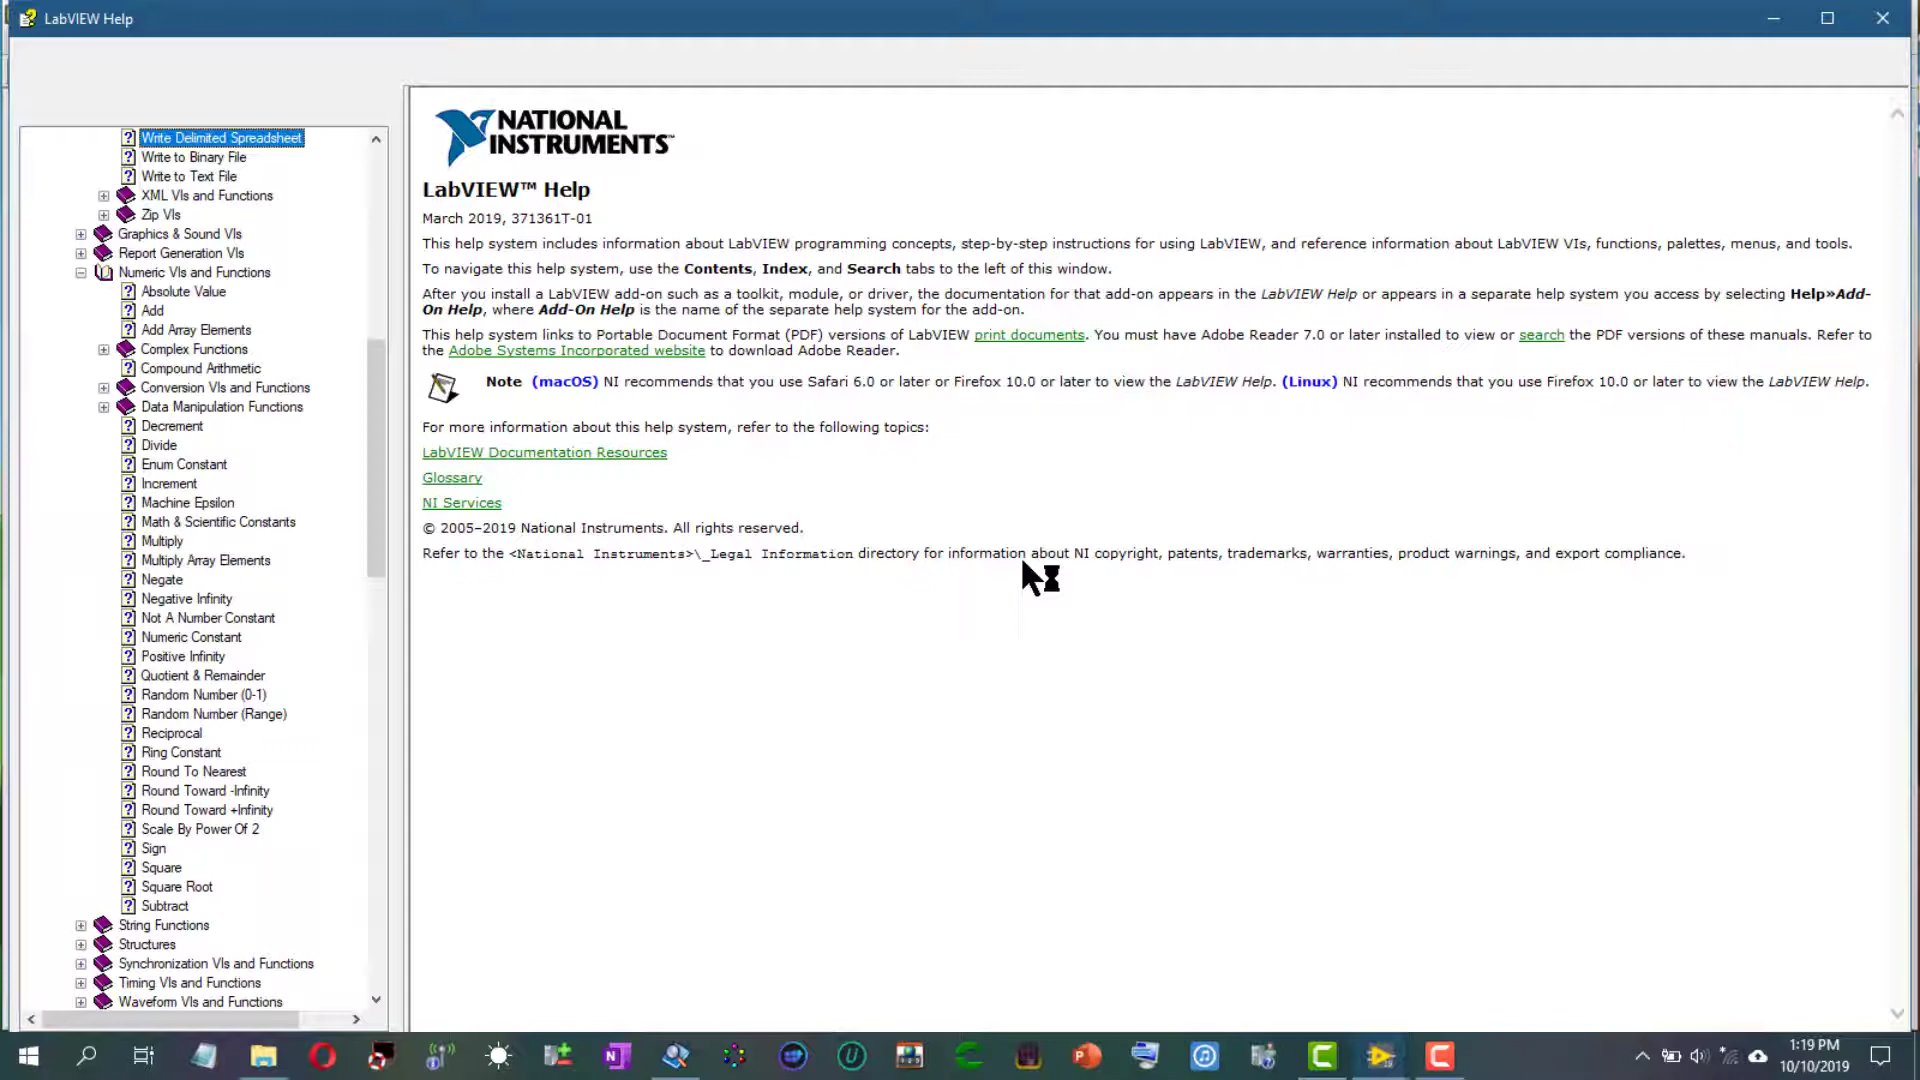 LabVIEW Help
Write Delimited Spreadsheet
Write to Binary File
Write to Text File
XML VIs and Functions
Zip VIs
Graphics & Sound VIs
Report Generation VIs
Numeric VIs and Functions
Absolute Value
Add
Add Array Elements
Complex Functions
Compound Arithmetic
Conversion VIs and Functions
Data Manipulation Functions
Decrement
Divide
Enum Constant
Increment
Machine Epsilon
Math & Scientific Constants
Multiply
Multiply Array Elements
Negate
Negative Infinity
Not A Number Constant
Numeric Constant
Positive Infinity
Quotient & Remainder
Random Number (0-1)
Random Number (Range)
Reciprocal
Ring Constant
Round To Nearest
Round Toward -Infinity
Round Toward +Infinity
Scale By Power Of 2
Sign
Square
Square Root
Subtract
String Functions
Structures
Synchronization VIs and Functions
Timing VIs and Functions
Waveform VIs and Functions
NATIONAL
INSTRUMENTS™
LabVIEW™ Help
March 2019, 371361T-01
This help system includes information about LabVIEW programming concepts, step-by-step instructions for using LabVIEW, and reference information about LabVIEW VIs, functions, palettes, menus, and tools.
To navigate this help system, use the Contents, Index, and Search tabs to the left of this window.
After you install a LabVIEW add-on such as a toolkit, module, or driver, the documentation for that add-on appears in the LabVIEW Help or appears in a separate help system you access by selecting Help»Add-
On Help, where Add-On Help is the name of the separate help system for the add-on.
This help system links to Portable Document Format (PDF) versions of LabVIEW print documents. You must have Adobe Reader 7.0 or later installed to view or search the PDF versions of these manuals. Refer to
the Adobe Systems Incorporated website to download Adobe Reader.
Note (macOS) NI recommends that you use Safari 6.0 or later or Firefox 10.0 or later to view the LabVIEW Help. (Linux) NI recommends that you use Firefox 10.0 or later to view the LabVIEW Help.
For more information about this help system, refer to the following topics:
LabVIEW Documentation Resources
Glossary
NI Services
© 2005–2019 National Instruments. All rights reserved.
Refer to the <National Instruments>\_Legal Information directory for information about NI copyright, patents, trademarks, warranties, product warnings, and export compliance.
1:19 PM
10/10/2019